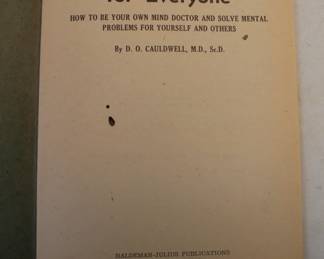 for Everyone
HOW TO BE YOUR OWN MIND DOCTOR AND SOLVE MENTAL
PROBLEMS FOR YOURSELF AND OTHERS
By D. O. CAULDWELL, M.D., Sc.D.
HALDEMAN-JULIUS PUBLICATIONS